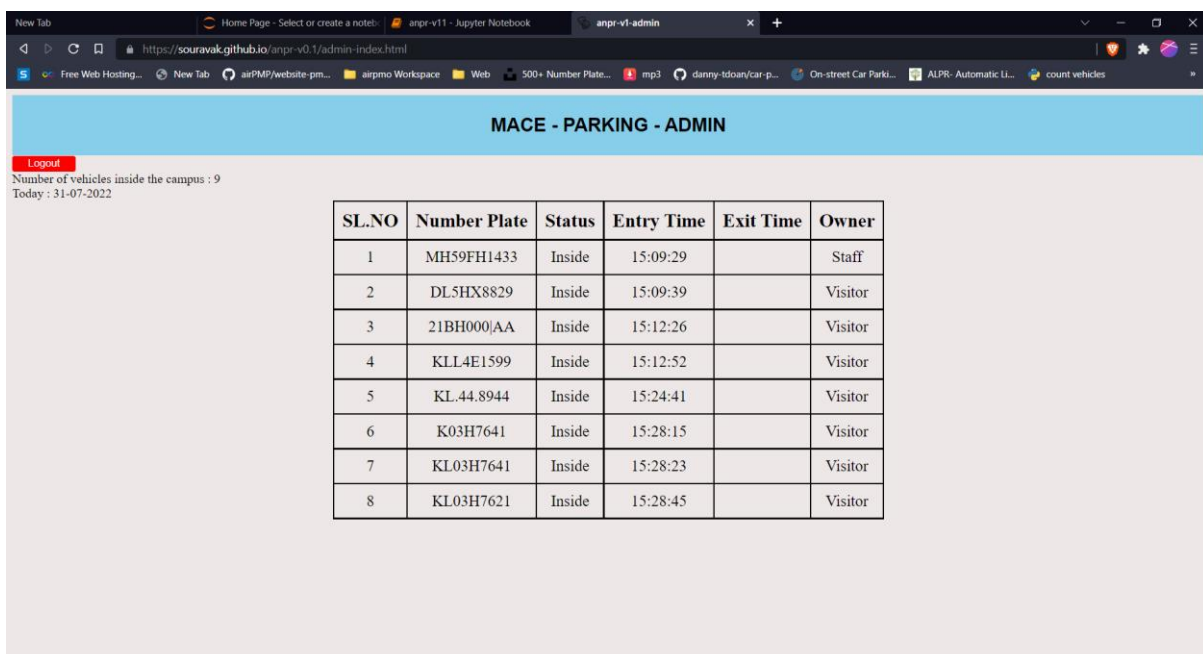 New Tab Home Page - Select or create a noteb anpr-v11 - Jupyter Notebook anpr-v1-admin
https://souravak.github.io/anpr-v0.1/admin-index.html
Free Web Hosting... New Tab airPMP/website-pm... airpmo Workspace Web 500+ Number Plate... mp3 danny-tdoan/car-p... On-street Car Parki... ALPR- Automatic Li... count vehicles
MACE - PARKING - ADMIN
Logout
Number of vehicles inside the campus : 9
Today : 31-07-2022
SL.NO Number Plate Status Entry Time Exit Time Owner
1 MH59FH1433 Inside 15:09:29 Staff
2 DL5HX8829 Inside 15:09:39 Visitor
3 21BH000|AA Inside 15:12:26 Visitor
4 KLL4E1599 Inside 15:12:52 Visitor
5 KL.44.8944 Inside 15:24:41 Visitor
6 K03H7641 Inside 15:28:15 Visitor
7 KL03H7641 Inside 15:28:23 Visitor
8 KL03H7621 Inside 15:28:45 Visitor